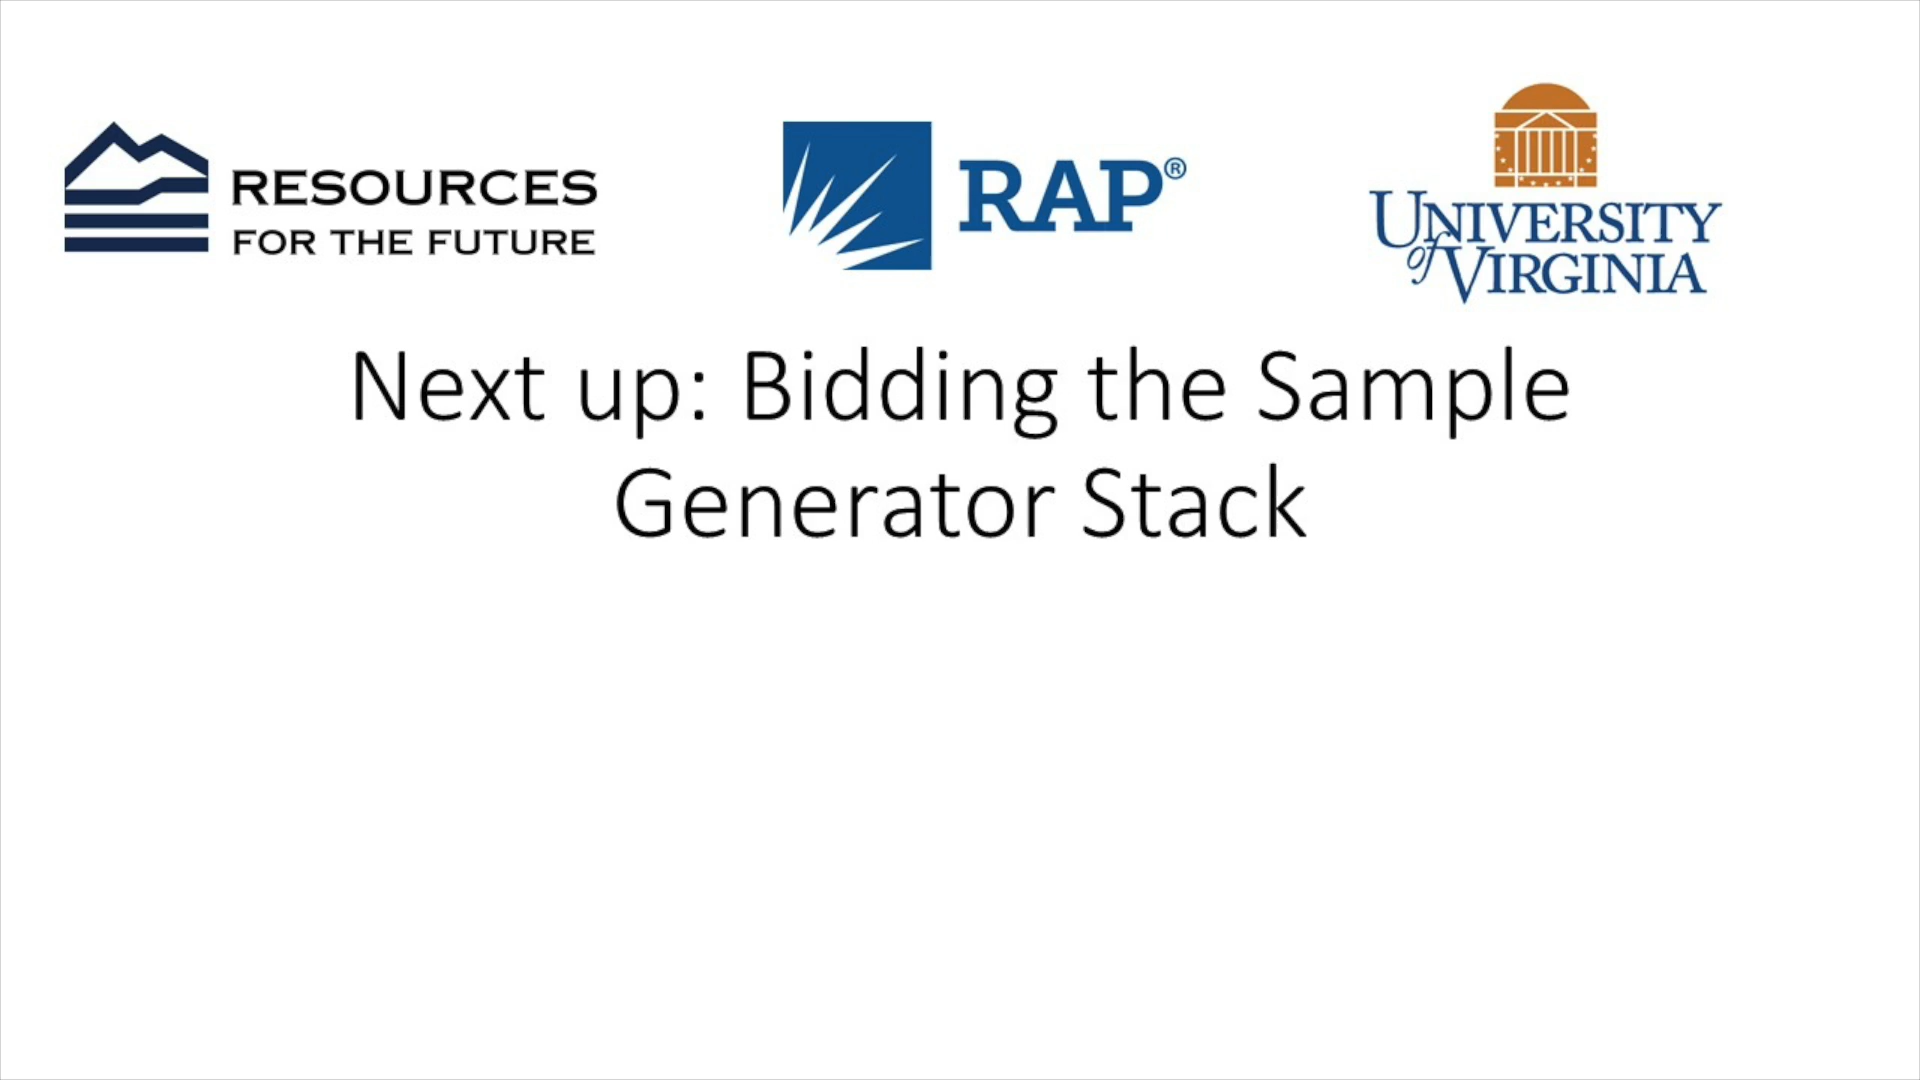 RESOURCES
FOR THE FUTURE
RAP®
UNIVERSITY
of VIRGINIA
Next up: Bidding the Sample
Generator Stack